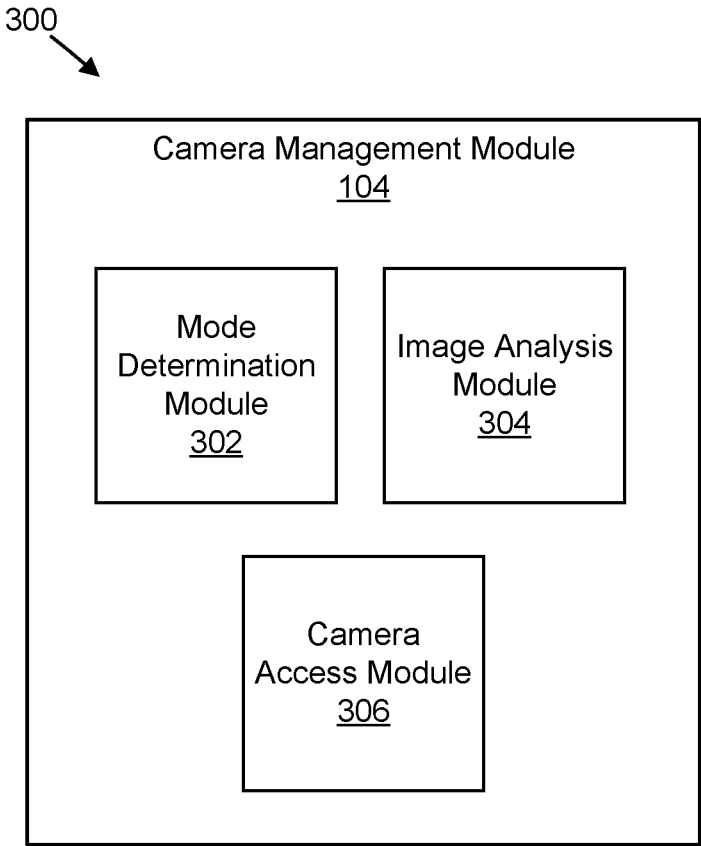 300
Camera Management Module
104
Mode
Determination
Module
302
Image Analysis
Module
304
Camera
Access Module
306